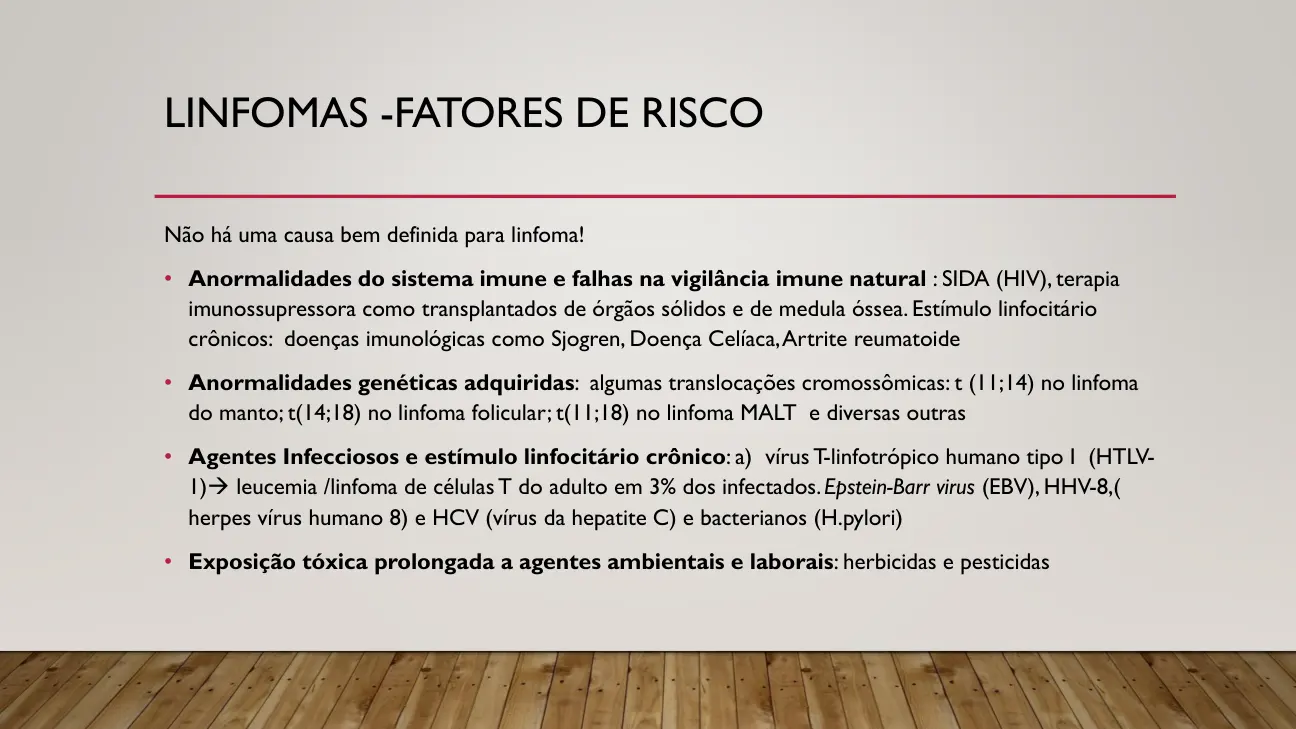 LINFOMAS -FATORES DE RISCO
Não há uma causa bem definida para linfoma!
• Anormalidades do sistema imune e falhas na vigilância imune natural : SIDA (HIV), terapia
imunossupressora como transplantados de órgãos sólidos e de medula óssea. Estímulo linfocitário
crônicos:  doenças imunológicas como Sjogren, Doença Celíaca, Artrite reumatoide
• Anormalidades genéticas adquiridas:  algumas translocações cromossômicas: t (11;14) no linfoma
do manto; t(14;18) no linfoma folicular; t(11;18) no linfoma MALT  e diversas outras
• Agentes Infecciosos e estímulo linfocitário crônico: a)  vírus T-linfotrópico humano tipo I  (HTLV-
1)→ leucemia /linfoma de células T do adulto em 3% dos infectados. Epstein-Barr virus (EBV), HHV-8,(
herpes vírus humano 8) e HCV (vírus da hepatite C) e bacterianos (H.pylori)
• Exposição tóxica prolongada a agentes ambientais e laborais: herbicidas e pesticidas